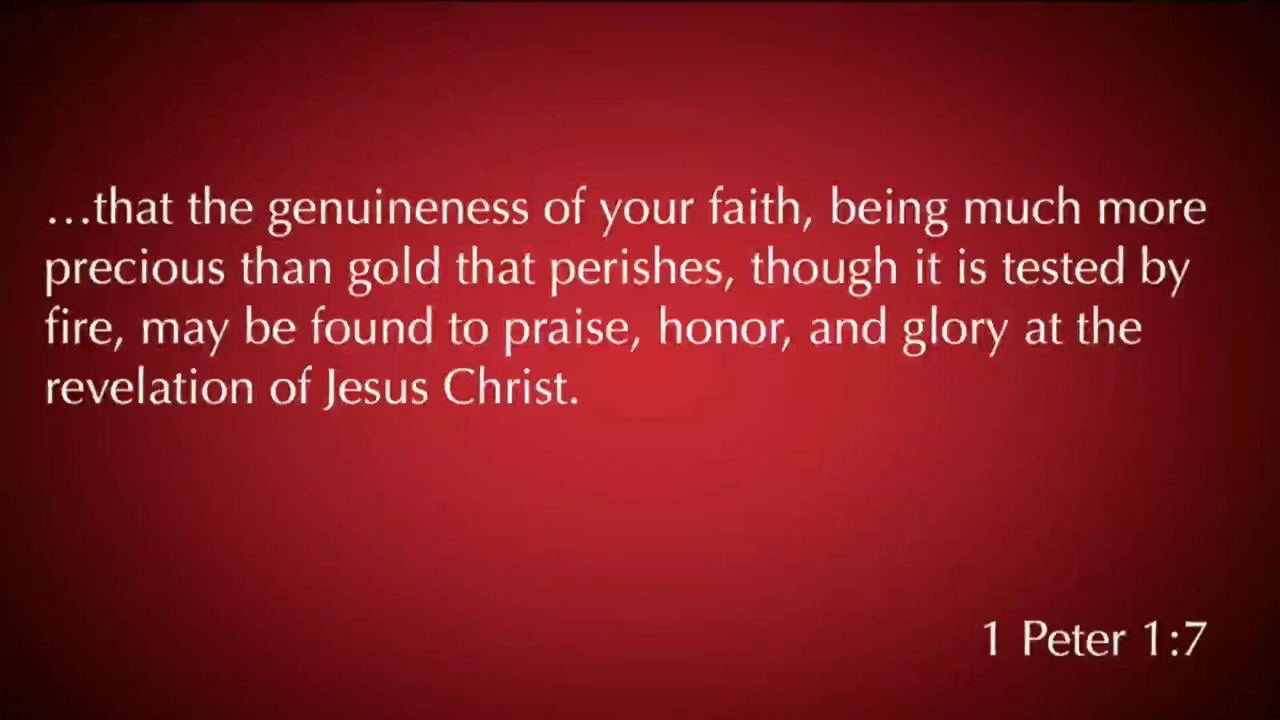 …that the genuineness of your faith, being much more
precious than gold that perishes, though it is tested by
fire, may be found to praise, honor, and glory at the
revelation of Jesus Christ.
1 Peter 1:7